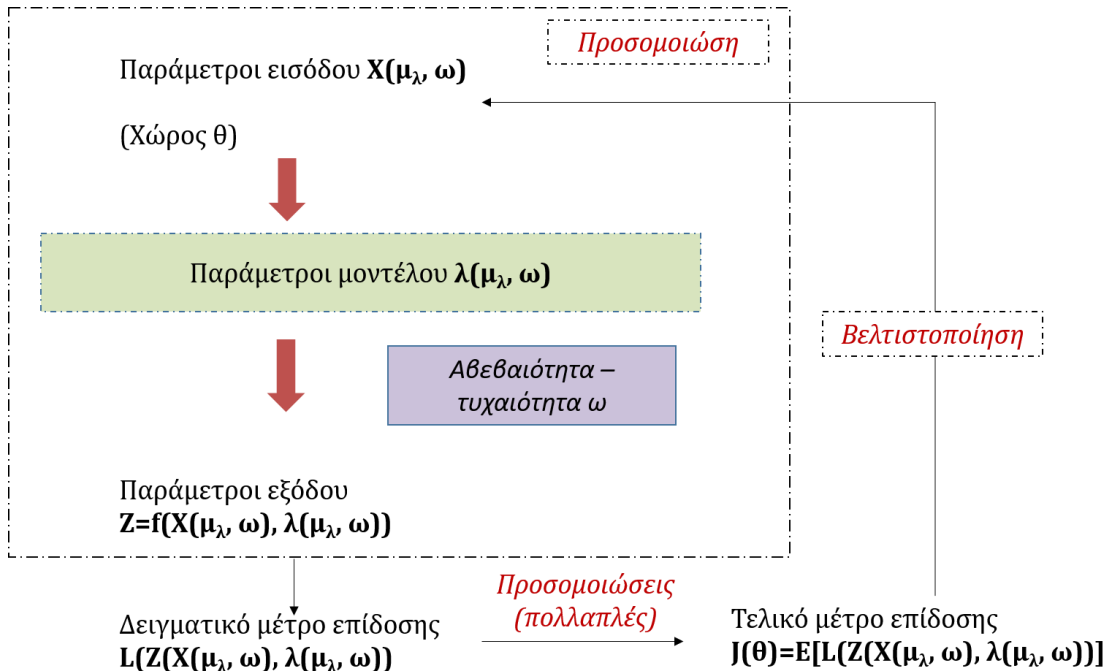 Προσομοιώση
Παράμετροι εισόδου X(μλ, ω)
(Χώρος θ)
Παράμετροι μοντέλου λ(μλ, ω)
Βελτιστοποίηση
Αβεβαιότητα –
τυχαιότητα ω
Παράμετροι εξόδου
Z=f(X(μλ, ω), λ(μλ, ω))
Προσομοιώσεις
(πολλαπλές)
Δειγματικό μέτρο επίδοσης
L(Z(X(μλ, ω), λ(μλ, ω))
Τελικό μέτρο επίδοσης
J(θ)=E[L(Z(X(μλ, ω), λ(μλ, ω))]